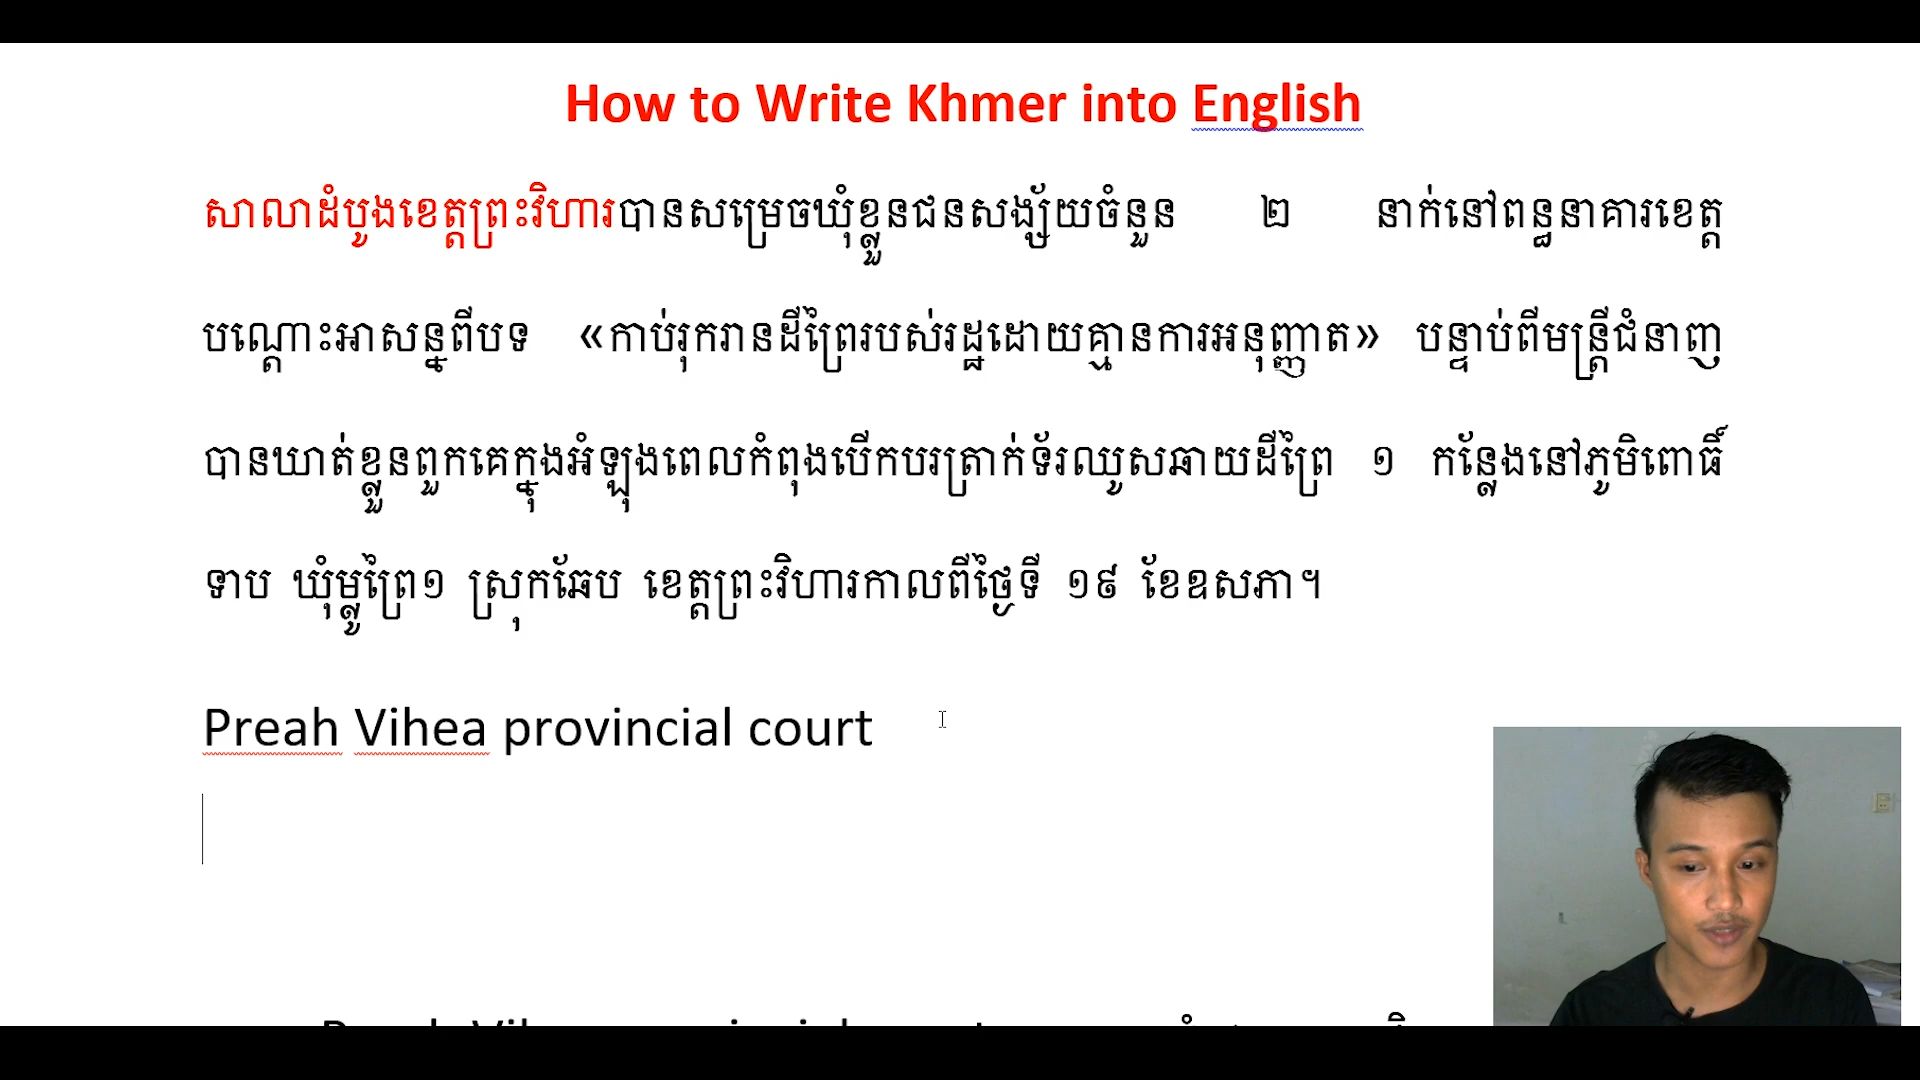 How to Write Khmer into English
សាលាដំបូងខេត្តព្រះវិហារបានសម្រេចឃុំខ្លួនជនសង្ស័យចំនួន ២ នាក់នៅពន្ធនាគារខេត្ត
បណ្តោះអាសន្នពីបទ «កាប់រុករានដីព្រៃរបស់រដ្ឋដោយគ្មានការអនុញ្ញាត» បន្ទាប់ពីមន្ត្រីជំនាញ
បានឃាត់ខ្លួនពួកគេក្នុងអំឡុងពេលកំពុងបើកបរត្រាក់ទ័រឈូសឆាយដីព្រៃ ១ កន្លែងនៅភូមិពោធិ៍
ទាប ឃុំម្លូព្រៃ១ ស្រុកឆែប ខេត្តព្រះវិហារកាលពីថ្ងៃទី ១៩ ខែឧសភា។
Preah Vihea provincial court